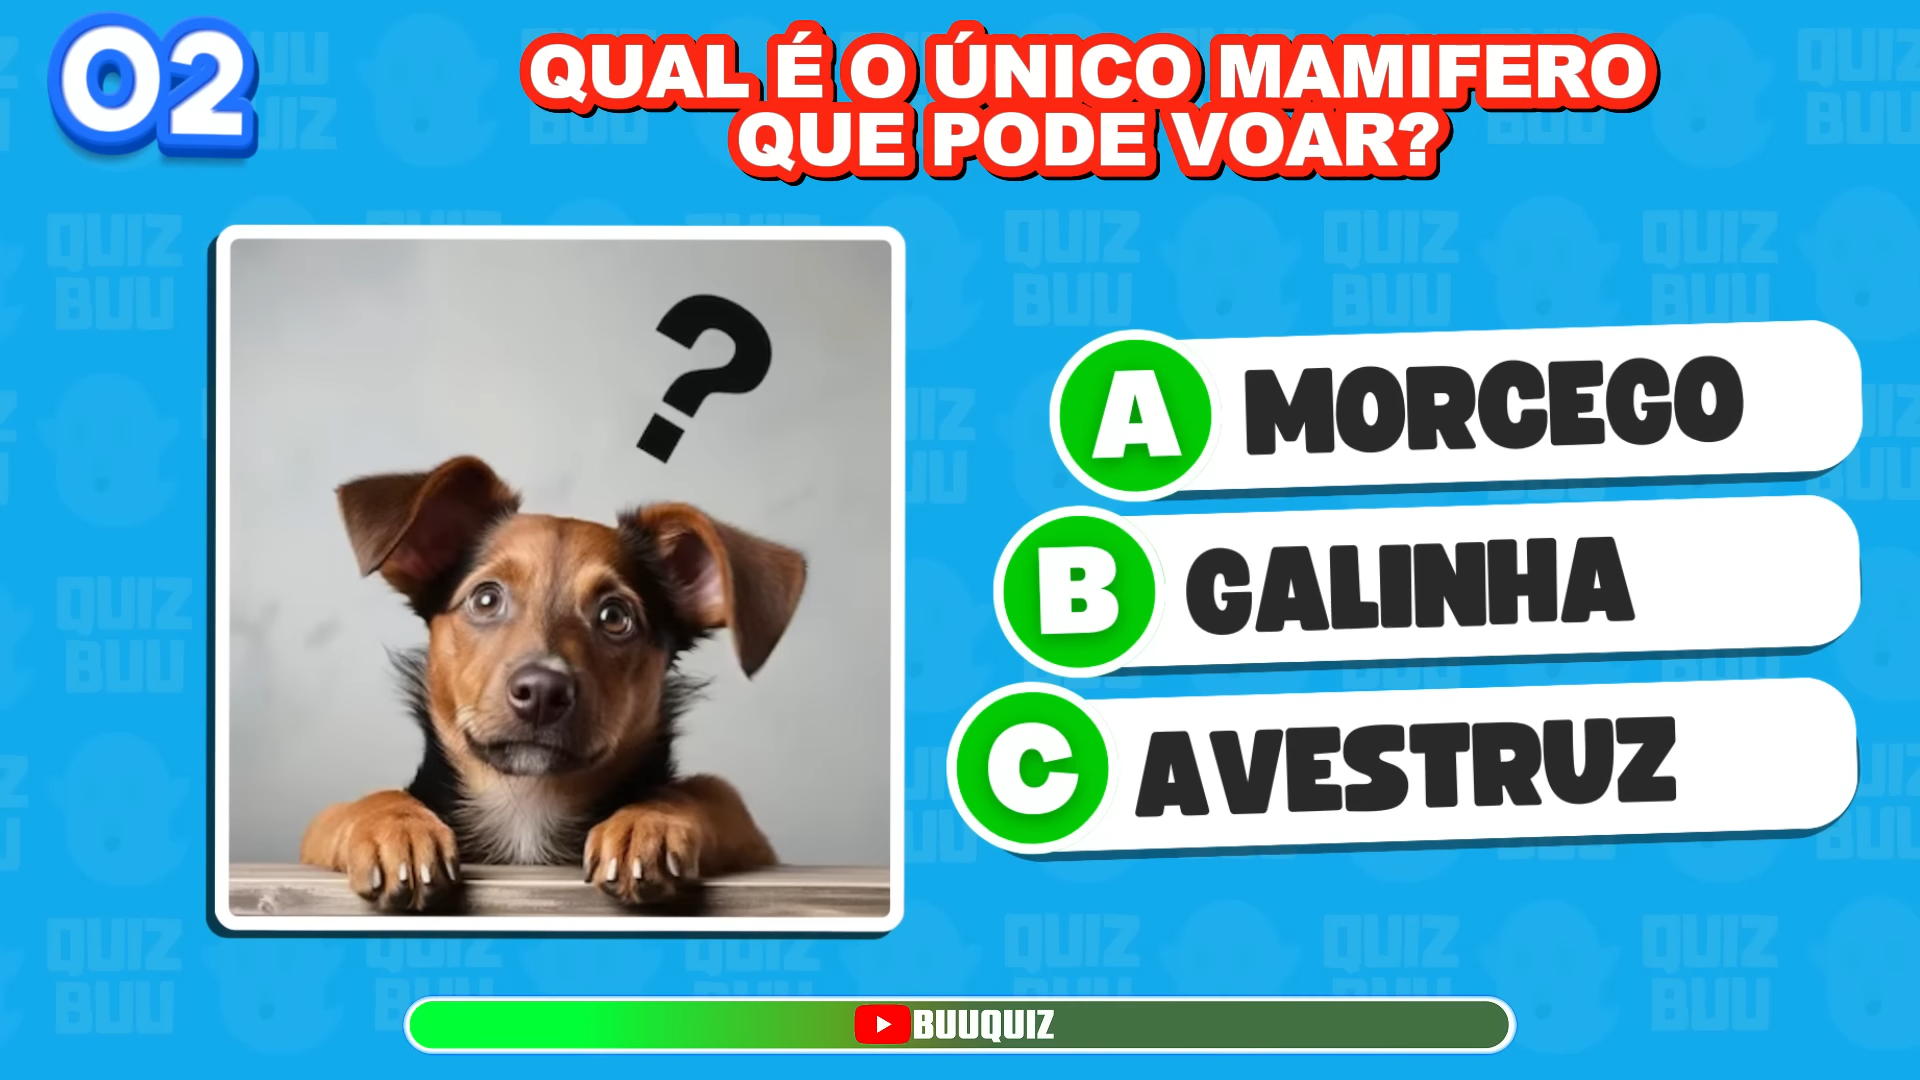 02
QUAL É O ÚNICO MAMIFERO
QUE PODE VOAR?
?
A MORCEGO
B GALINHA
C AVESTRUZ
BUUQUIZ